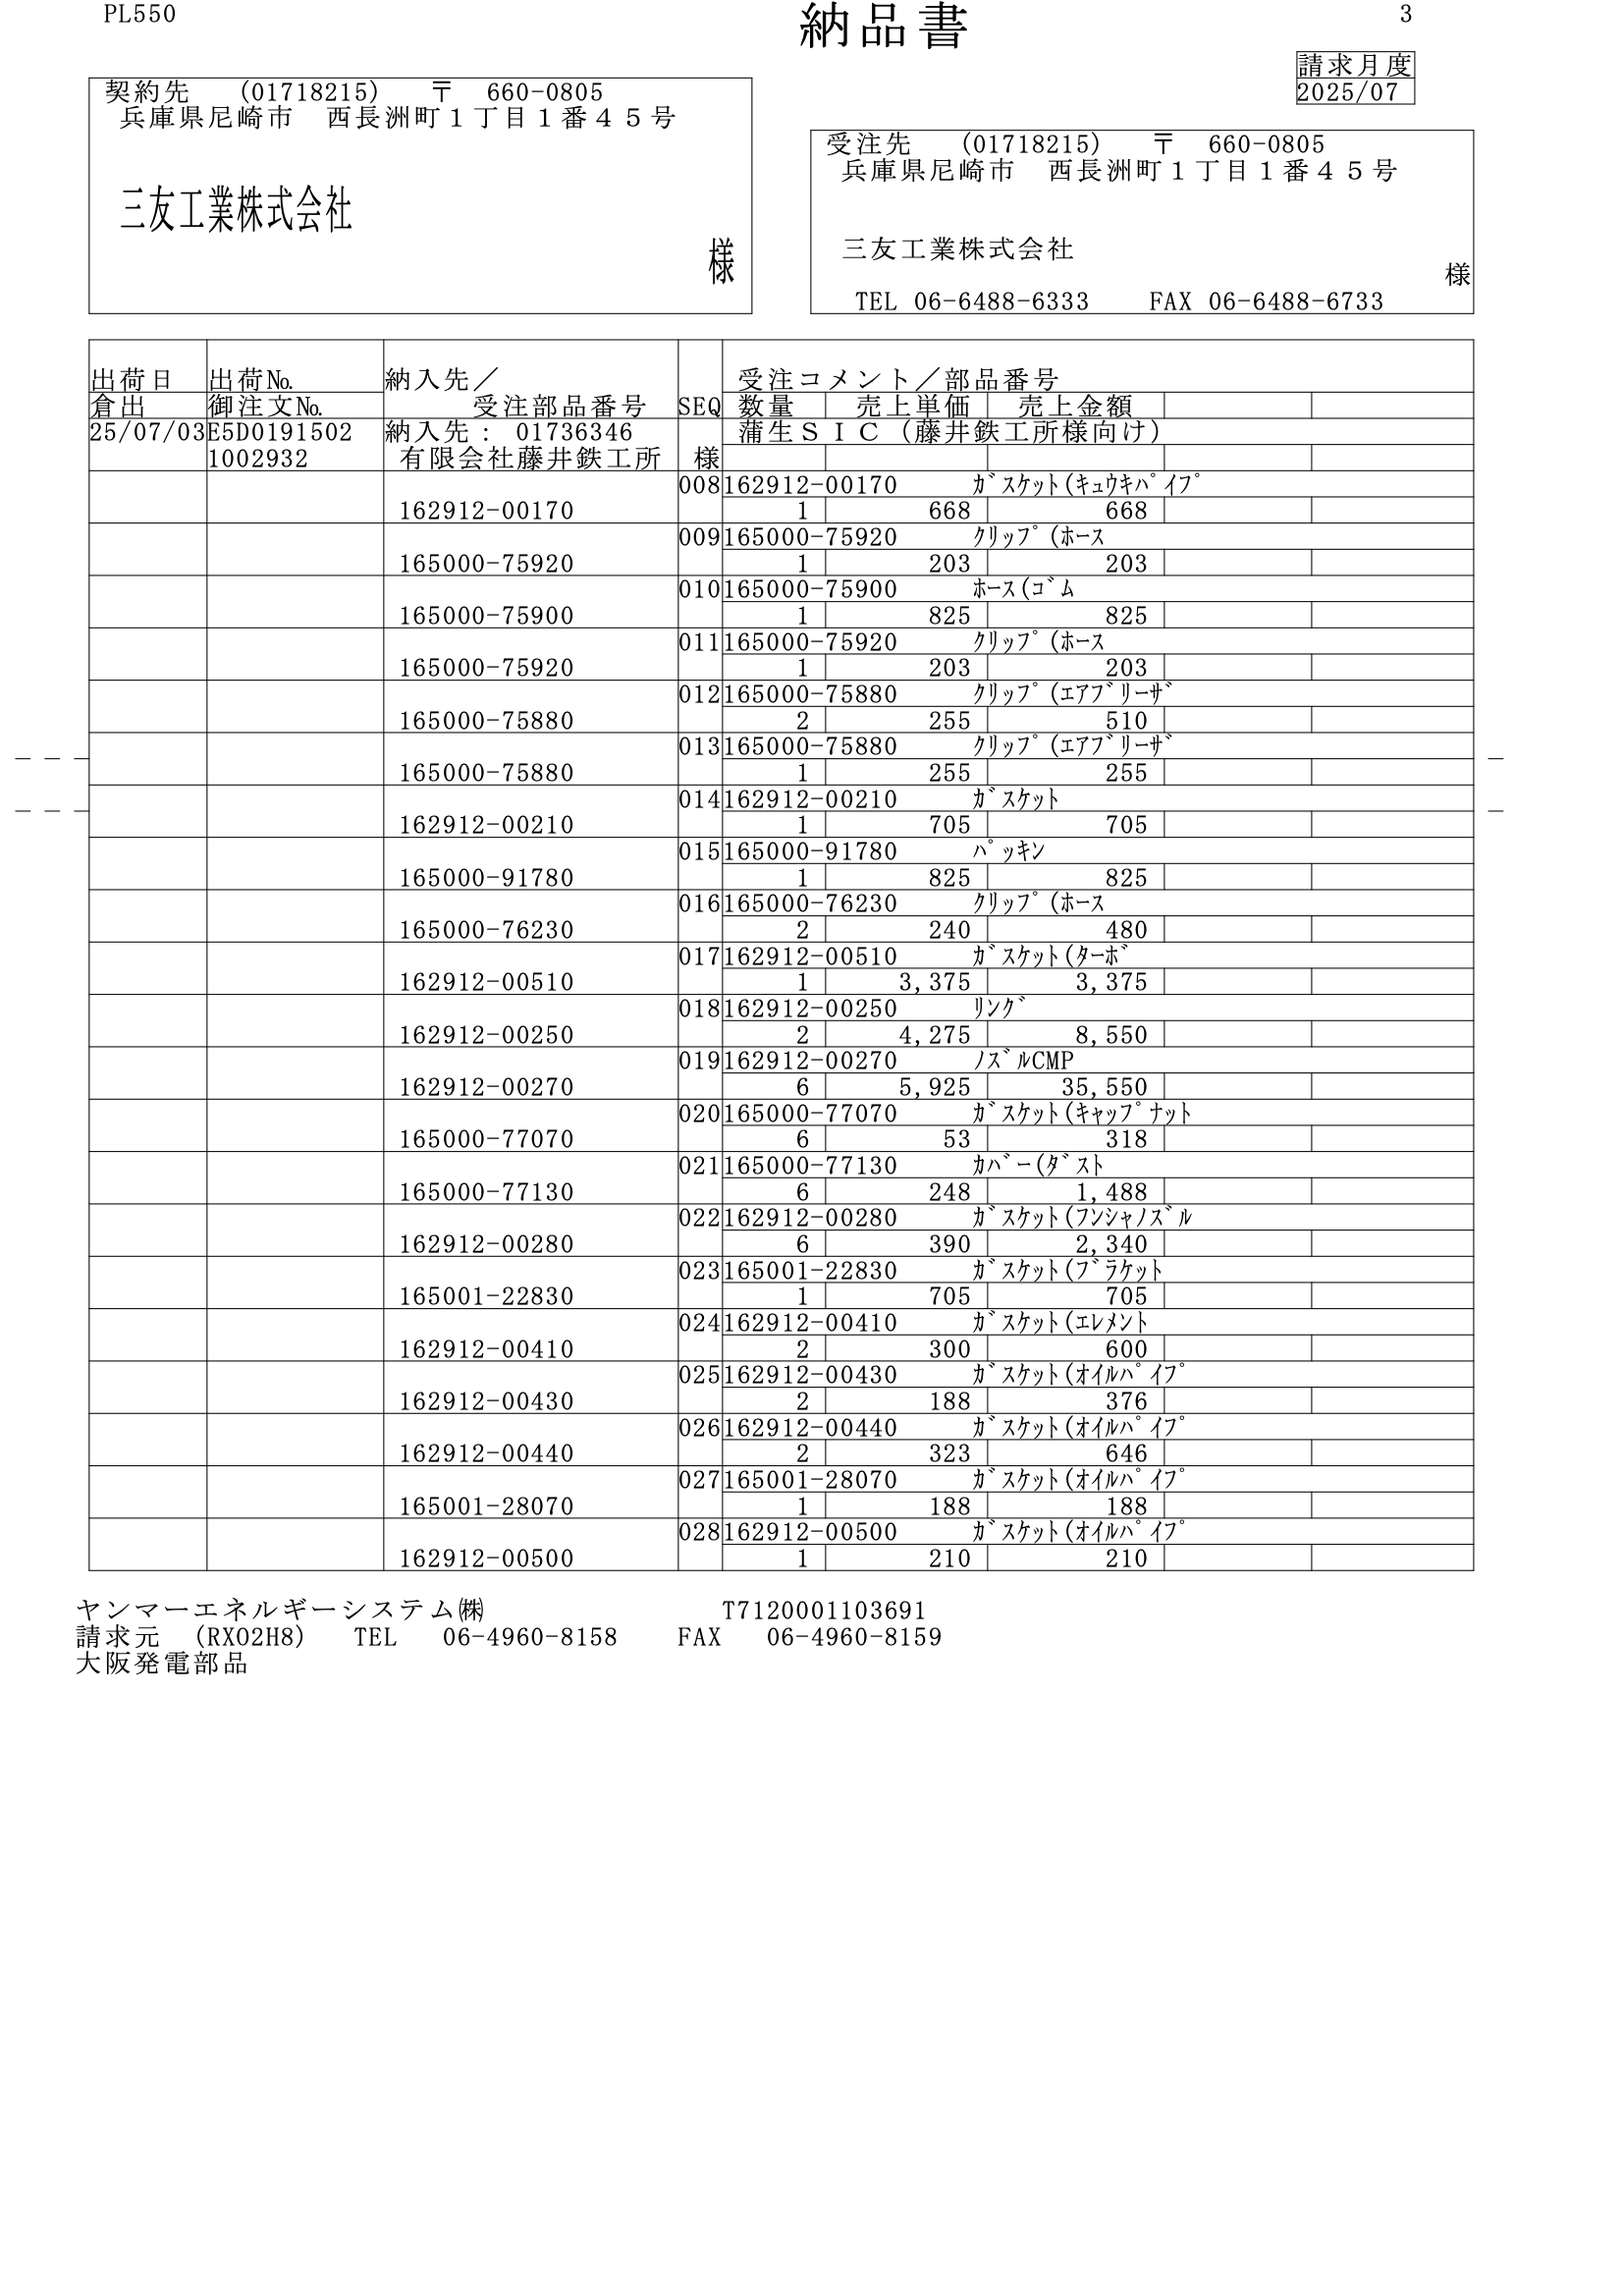 PL550 納品書 3
請求月度
2025/07
契約先 (01718215) 〒 660-0805
兵庫県尼崎市 西長洲町１丁目１番４５号
三友工業株式会社
様
受注先 (01718215) 〒 660-0805
兵庫県尼崎市 西長洲町１丁目１番４５号
三友工業株式会社
様
TEL 06-6488-6333 FAX 06-6488-6733
出荷日 出荷№ 納入先／ 受注コメント／部品番号
倉出 御注文№ 受注部品番号 SEQ 数量 売上単価 売上金額
25/07/03 E5D0191502 納入先： 01736346 蒲生ＳＩＣ（藤井鉄工所様向け）
1002932 有限会社藤井鉄工所 様
008 162912-00170 ｶﾞｽｹｯﾄ(ｷｭｳｷﾊﾟｲﾌﾟ
162912-00170 1 668 668
009 165000-75920 ｸﾘｯﾌﾟ(ﾎｰｽ
165000-75920 1 203 203
010 165000-75900 ﾎｰｽ(ｺﾞﾑ
165000-75900 1 825 825
011 165000-75920 ｸﾘｯﾌﾟ(ﾎｰｽ
165000-75920 1 203 203
012 165000-75880 ｸﾘｯﾌﾟ(ｴｱﾌﾞﾘｰｻﾞ
165000-75880 2 255 510
013 165000-75880 ｸﾘｯﾌﾟ(ｴｱﾌﾞﾘｰｻﾞ
165000-75880 1 255 255
014 162912-00210 ｶﾞｽｹｯﾄ
162912-00210 1 705 705
015 165000-91780 ﾊﾟｯｷﾝ
165000-91780 1 825 825
016 165000-76230 ｸﾘｯﾌﾟ(ﾎｰｽ
165000-76230 2 240 480
017 162912-00510 ｶﾞｽｹｯﾄ(ﾀｰﾎﾞ
162912-00510 1 3,375 3,375
018 162912-00250 ﾘﾝｸﾞ
162912-00250 2 4,275 8,550
019 162912-00270 ﾉｽﾞﾙCMP
162912-00270 6 5,925 35,550
020 165000-77070 ｶﾞｽｹｯﾄ(ｷｬｯﾌﾟﾅｯﾄ
165000-77070 6 53 318
021 165000-77130 ｶﾊﾞｰ(ﾀﾞｽﾄ
165000-77130 6 248 1,488
022 162912-00280 ｶﾞｽｹｯﾄ(ﾌﾝｼｬﾉｽﾞﾙ
162912-00280 6 390 2,340
023 165001-22830 ｶﾞｽｹｯﾄ(ﾌﾞﾗｹｯﾄ
165001-22830 1 705 705
024 162912-00410 ｶﾞｽｹｯﾄ(ｴﾚﾒﾝﾄ
162912-00410 2 300 600
025 162912-00430 ｶﾞｽｹｯﾄ(ｵｲﾙﾊﾟｲﾌﾟ
162912-00430 2 188 376
026 162912-00440 ｶﾞｽｹｯﾄ(ｵｲﾙﾊﾟｲﾌﾟ
162912-00440 2 323 646
027 165001-28070 ｶﾞｽｹｯﾄ(ｵｲﾙﾊﾟｲﾌﾟ
165001-28070 1 188 188
028 162912-00500 ｶﾞｽｹｯﾄ(ｵｲﾙﾊﾟｲﾌﾟ
162912-00500 1 210 210
ヤンマーエネルギーシステム㈱ T7120001103691
請求元 (RX02H8) TEL 06-4960-8158 FAX 06-4960-8159
大阪発電部品